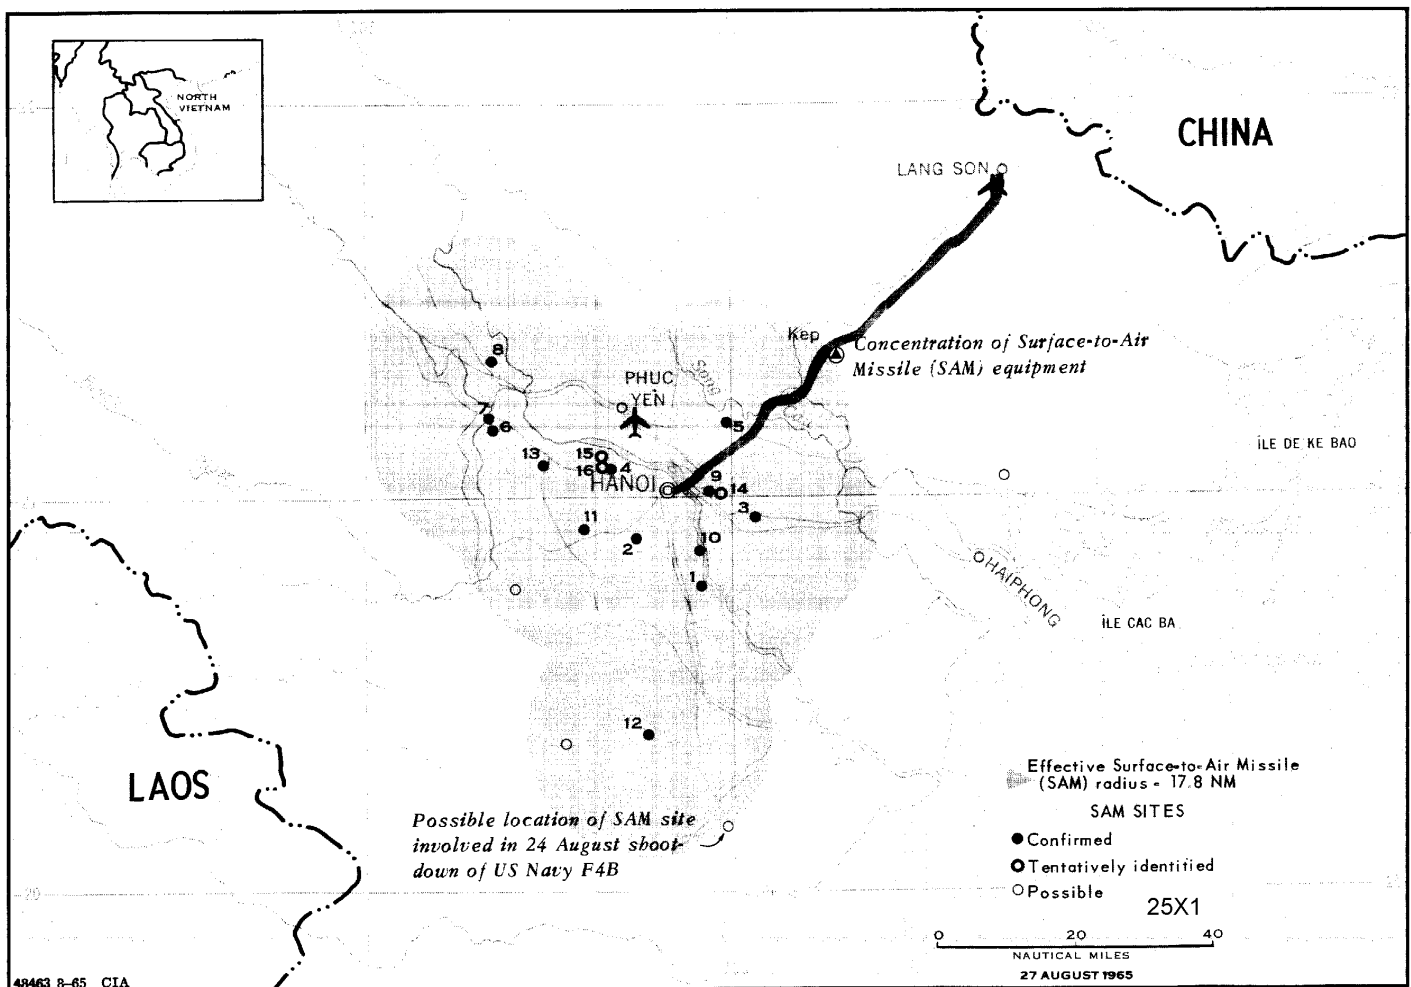 NORTH
VIETNAM
CHINA
LANG SON
Kep
Concentration of Surface-to-Air
Missile (SAM) equipment
8
PHUC
YEN
Song
7
6
5
ÎLE DE KE BAO
13
15
16
4
HANOI
9
14
3
11
2
10
1
HAIPHONG
ÎLE CAC BA
12
LAOS
Possible location of SAM site
involved in 24 August shoot-
down of US Navy F4B
Effective Surface-to-Air Missile
(SAM) radius - 17.8 NM
SAM SITES
Confirmed
Tentatively identified
Possible
25X1
20
0 20 40
NAUTICAL MILES
27 AUGUST 1965
48463 8-65 CIA